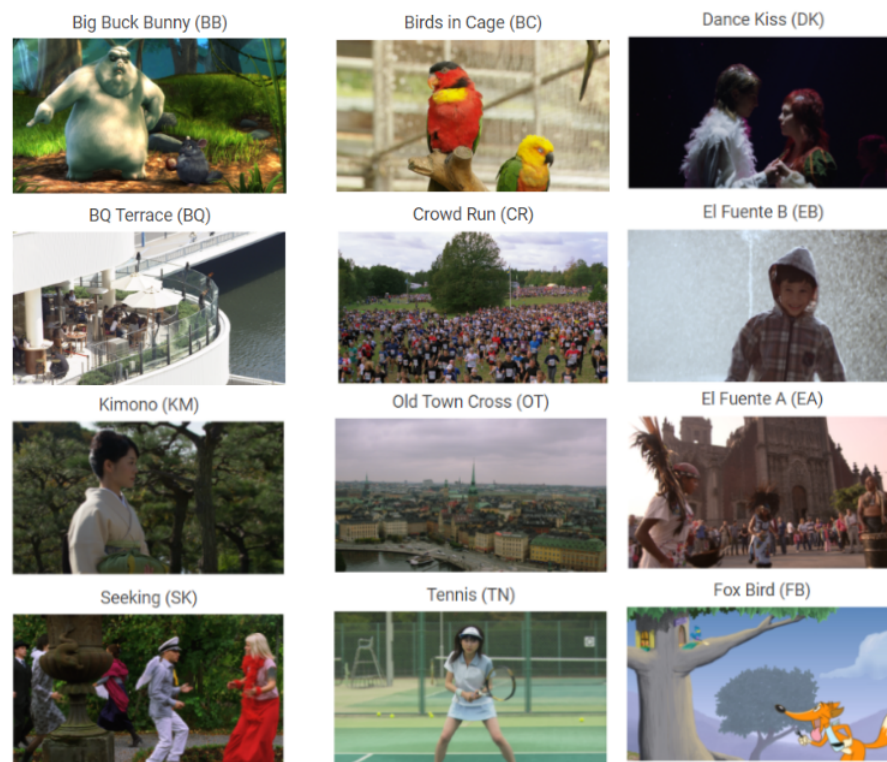 Big Buck Bunny (BB)
Birds in Cage (BC)
Dance Kiss (DK)
BQ Terrace (BQ)
Crowd Run (CR)
El Fuente B (EB)
Kimono (KM)
Old Town Cross (OT)
El Fuente A (EA)
Seeking (SK)
Tennis (TN)
Fox Bird (FB)